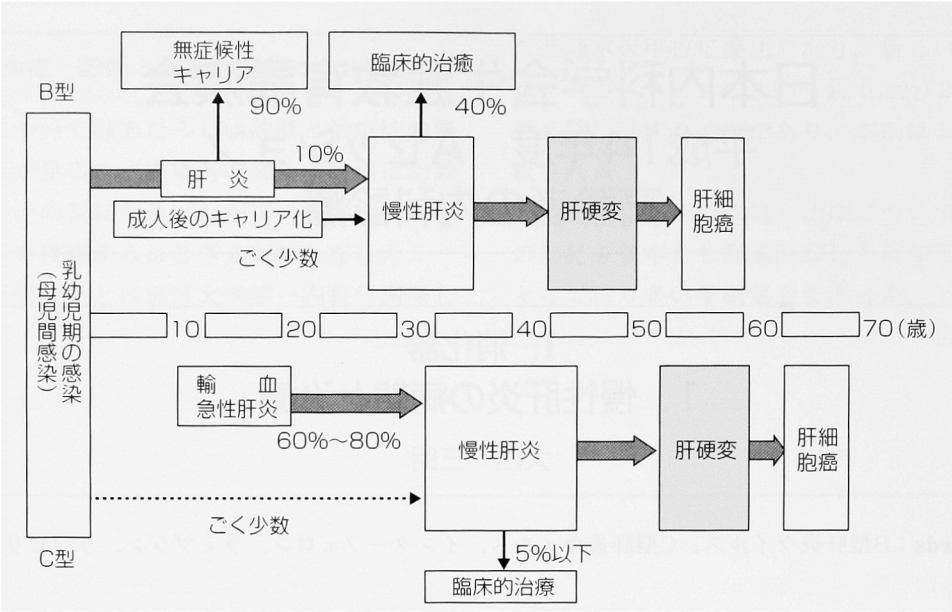 無症候性
キャリア
臨床的治癒
B型
90%
40%
10%
肝　炎
成人後のキャリア化
ごく少数
慢性肝炎
肝硬変
肝細
胞癌
乳幼児期の感染
（母児間感染）
10 20 30 40 50 60 70(歳)
輸　血
急性肝炎
60%～80%
慢性肝炎
肝硬変
肝細
胞癌
ごく少数
C型
5%以下
臨床的治療